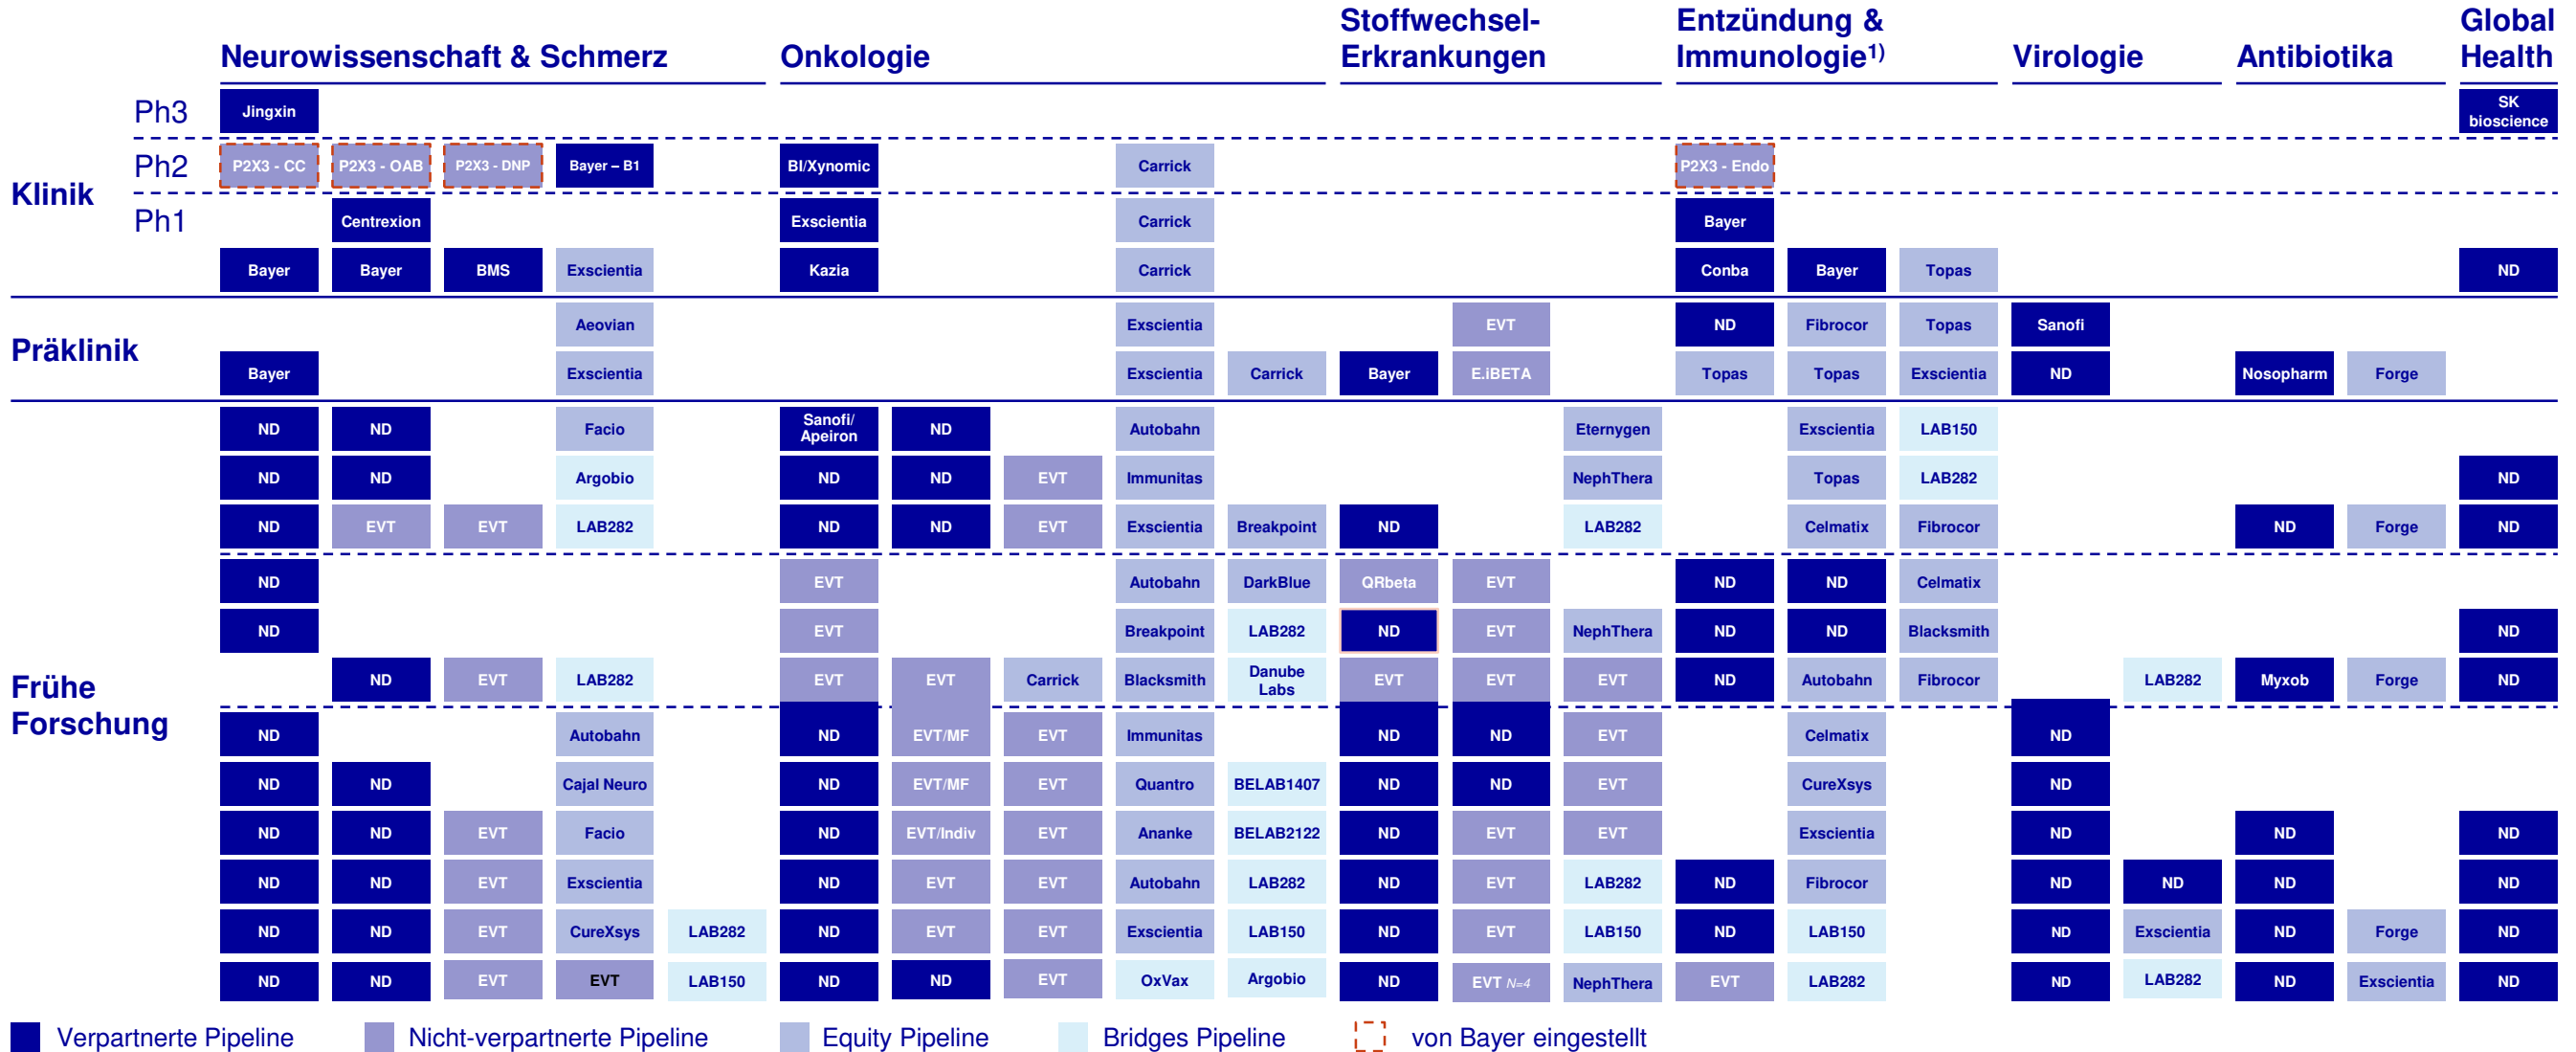 Neurowissenschaft & Schmerz Onkologie Stoffwechsel-
Erkrankungen Entzündung &
Immunologie1) Virologie Antibiotika Global
Health
Klinik
Ph3 Jingxin SK
bioscience
Ph2 P2X3 - CC P2X3 - OAB P2X3 - DNP Bayer – B1 BI/Xynomic Carrick P2X3 - Endo
Ph1 Centrexion Exscientia Carrick Bayer
Bayer Bayer BMS Exscientia Kazia Carrick Conba Bayer Topas ND
Präklinik
Aeovian Exscientia EVT ND Fibrocor Topas Sanofi
Bayer Exscientia Exscientia Carrick Bayer E.iBETA Topas Topas Exscientia ND Nosopharm Forge
Frühe
Forschung
ND ND Facio Sanofi/
Apeiron ND Autobahn Eternygen Exscientia LAB150
ND ND Argobio ND ND EVT Immunitas NephThera Topas LAB282 ND
ND EVT EVT LAB282 ND ND EVT Exscientia Breakpoint ND LAB282 Celmatix Fibrocor ND Forge ND
ND EVT Autobahn DarkBlue QRbeta EVT ND ND Celmatix
ND EVT Breakpoint LAB282 ND EVT NephThera ND ND Blacksmith ND
ND EVT LAB282 EVT EVT Carrick Blacksmith Danube
Labs EVT EVT EVT ND Autobahn Fibrocor LAB282 Myxob Forge ND
ND Autobahn ND EVT/MF EVT Immunitas ND ND EVT Celmatix ND
ND ND Cajal Neuro ND EVT/MF EVT Quantro BELAB1407 ND ND EVT CureXsys ND
ND ND EVT Facio ND EVT/Indiv EVT Ananke BELAB2122 ND EVT EVT Exscientia ND ND ND
ND ND EVT Exscientia ND EVT EVT Autobahn LAB282 ND EVT LAB282 ND Fibrocor ND ND ND ND
ND ND EVT CureXsys LAB282 ND EVT EVT Exscientia LAB150 ND EVT LAB150 ND LAB150 ND Exscientia ND Forge ND
ND ND EVT EVT LAB150 ND ND EVT OxVax Argobio ND EVT N=4 NephThera EVT LAB282 ND LAB282 ND Exscientia ND
Verpartnerte Pipeline Nicht-verpartnerte Pipeline Equity Pipeline Bridges Pipeline von Bayer eingestellt